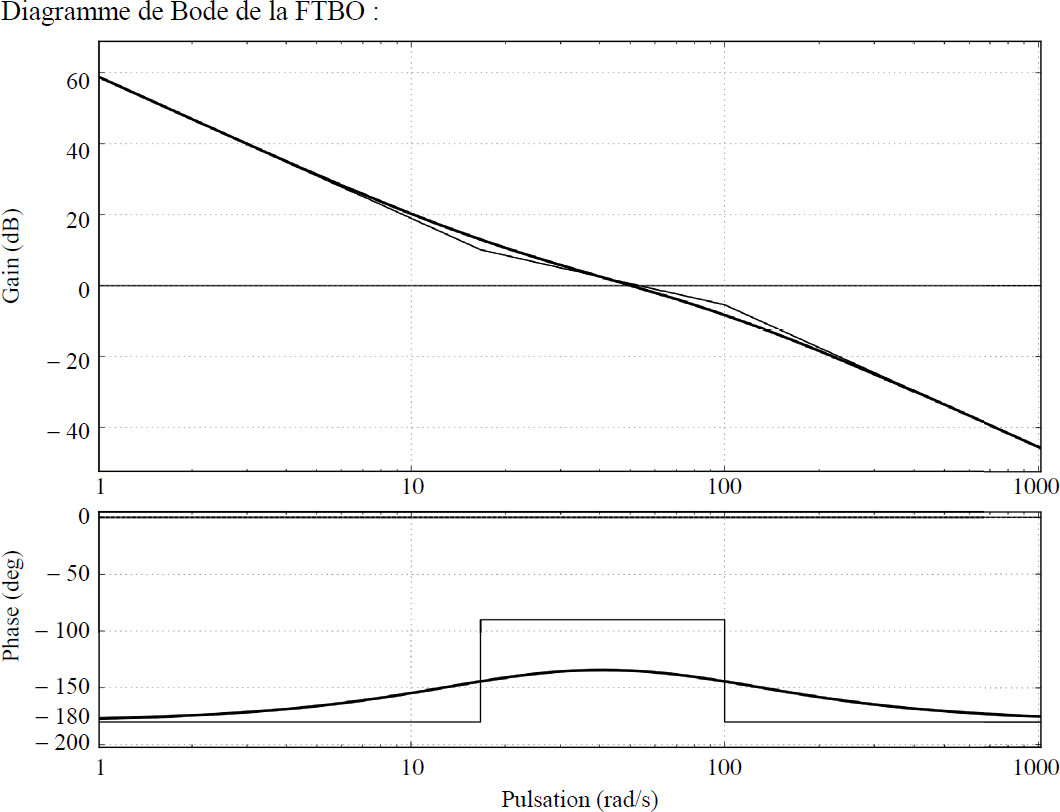 Diagramme de Bode de la FTBO :
60
40
20
0
– 20
– 40
Gain (dB)
1 10 100 1000
0
– 50
– 100
– 150
– 180
– 200
Phase (deg)
1 10 100 1000
Pulsation (rad/s)